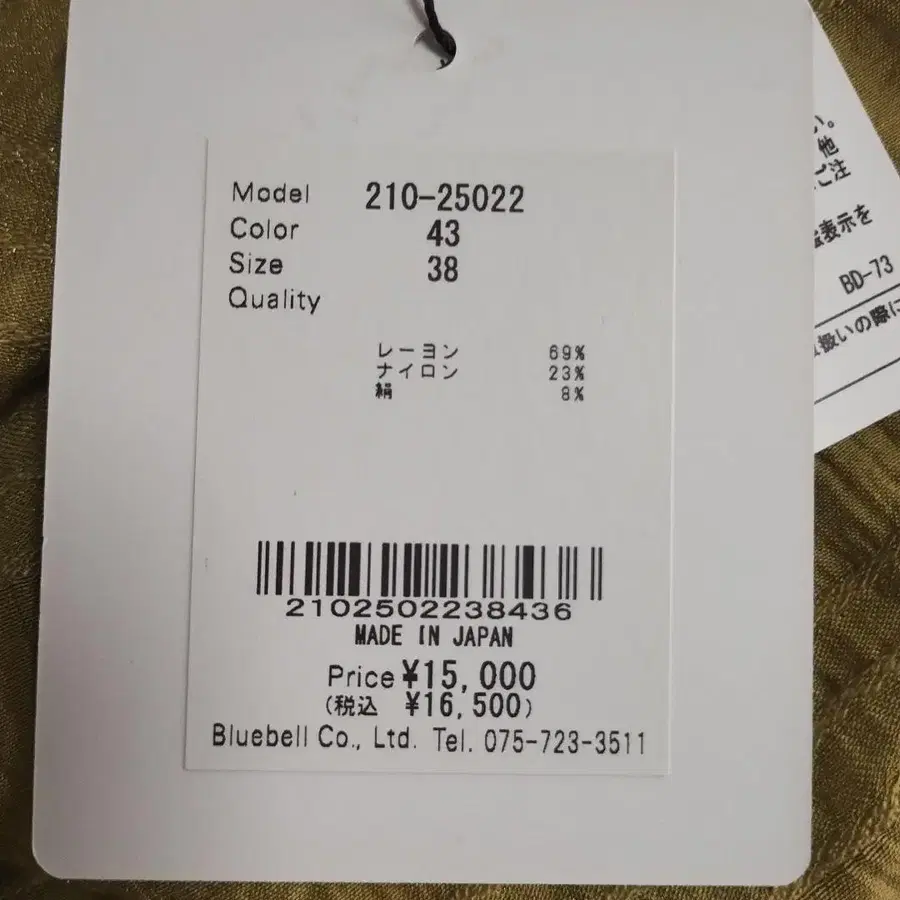 Model 210-25022
Color 43
Size 38
Quality
レーヨン 69%
ナイロン 23%
絹 8%
2102502238436
MADE IN JAPAN
Price ¥15,000
(税込 ¥16,500)
Bluebell Co., Ltd. Tel. 075-723-3511
い。
他
ご注
表示を
BD-73
扱いの際に